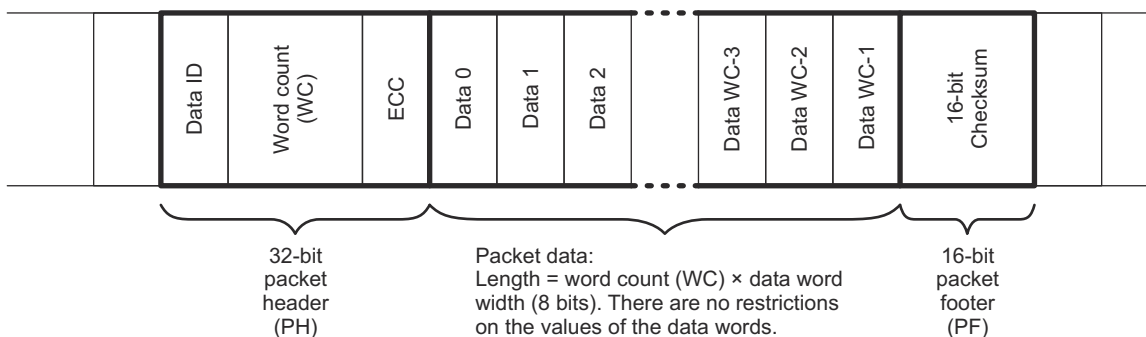 Data ID
Word count
(WC)
ECC
Data 0
Data 1
Data 2
Data WC-3
Data WC-2
Data WC-1
16-bit
Checksum
32-bit
packet
header
(PH)
Packet data:
Length = word count (WC) × data word
width (8 bits). There are no restrictions
on the values of the data words.
16-bit
packet
footer
(PF)